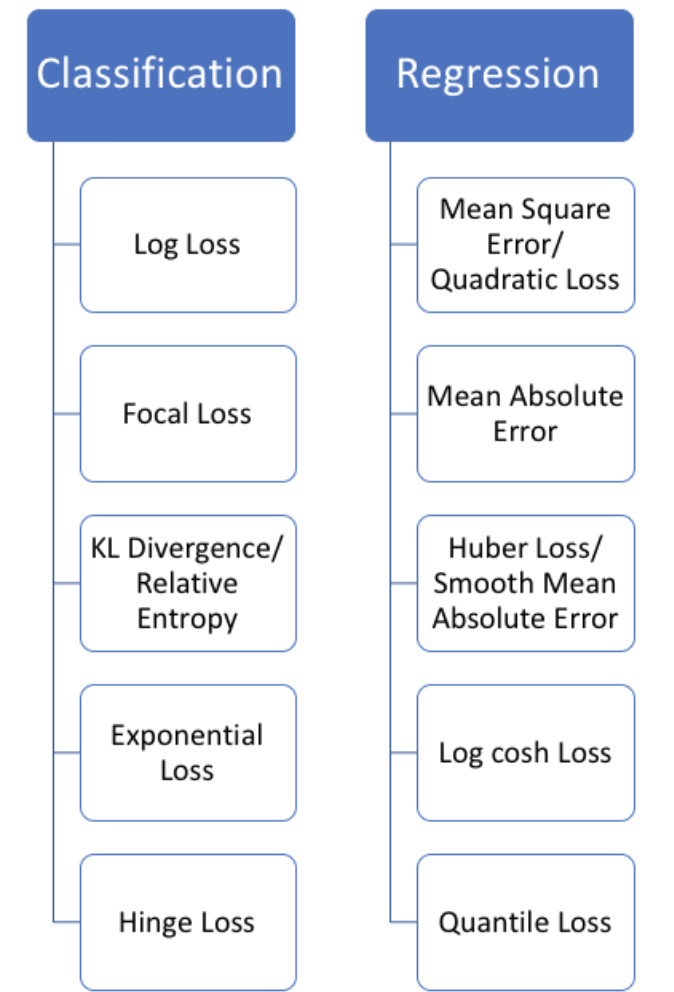 Classification
Log Loss
Focal Loss
KL Divergence/
Relative
Entropy
Exponential
Loss
Hinge Loss
Regression
Mean Square
Error/
Quadratic Loss
Mean Absolute
Error
Huber Loss/
Smooth Mean
Absolute Error
Log cosh Loss
Quantile Loss